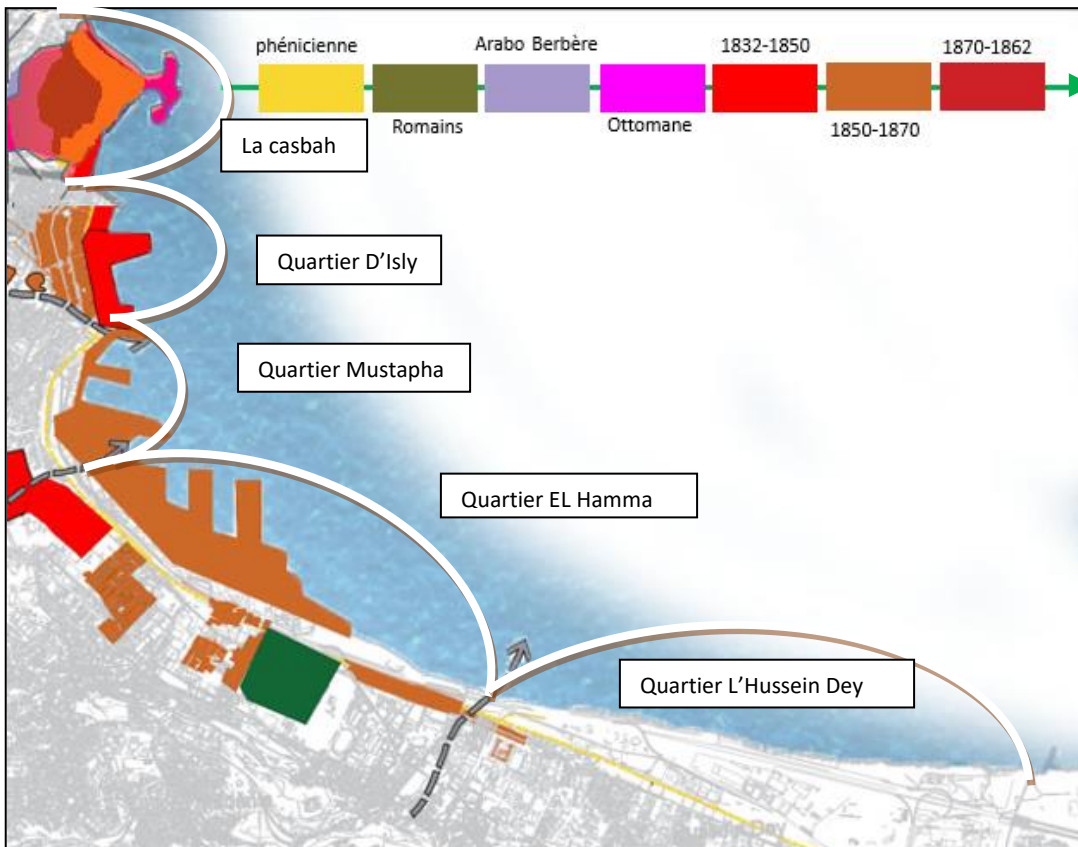 phénicienne
Arabo Berbère
1832-1850
1870-1862
Romains
Ottomane
1850-1870
La casbah
Quartier D'Isly
Quartier Mustapha
Quartier EL Hamma
Quartier L'Hussein Dey
Day